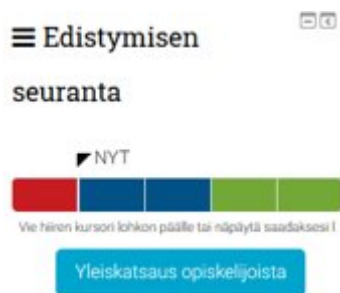 Edistymisen
seuranta
NYT
Vie hiiren kursori lohkon päälle tai näpäytä saadaksesi l
Yleiskatsaus opiskelijoista